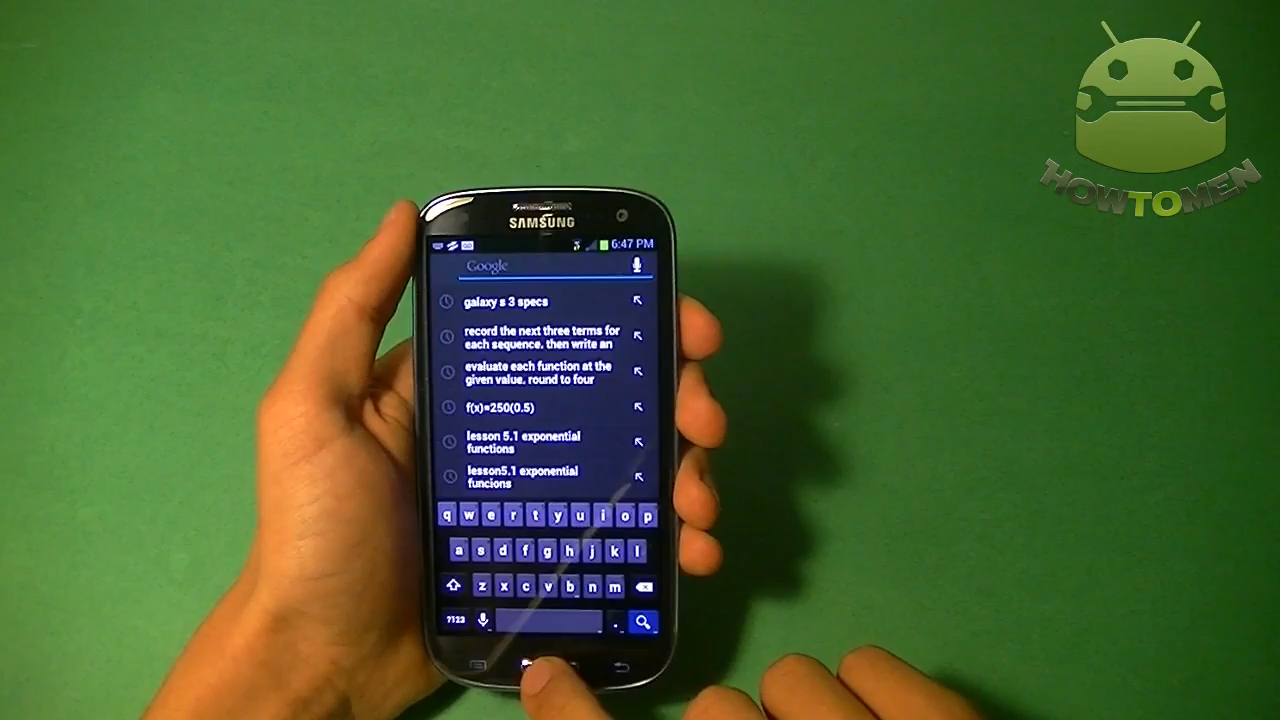 HOWTOMEN
SAMSUNG
6:47 PM
Google
galaxy s 3 specs
record the next three terms for
each sequence. then write an
evaluate each function at the
given value. round to four
f(x)=250(0.5)
lesson 5.1 exponential
functions
lesson5.1 exponential
funcions
q w e r t y u i o p
a s d f g h j k l
z x c v b n m
?123 .